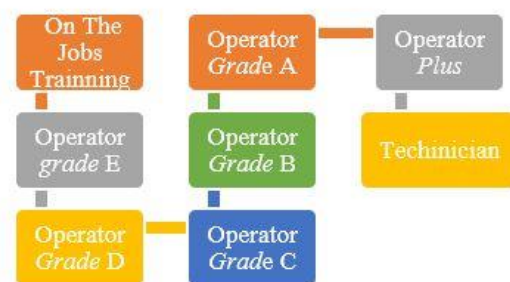 On The
Jobs
Trainning
Operator
grade E
Operator
Grade D
Operator
Grade C
Operator
Grade B
Operator
Grade A
Operator
Plus
Techinician